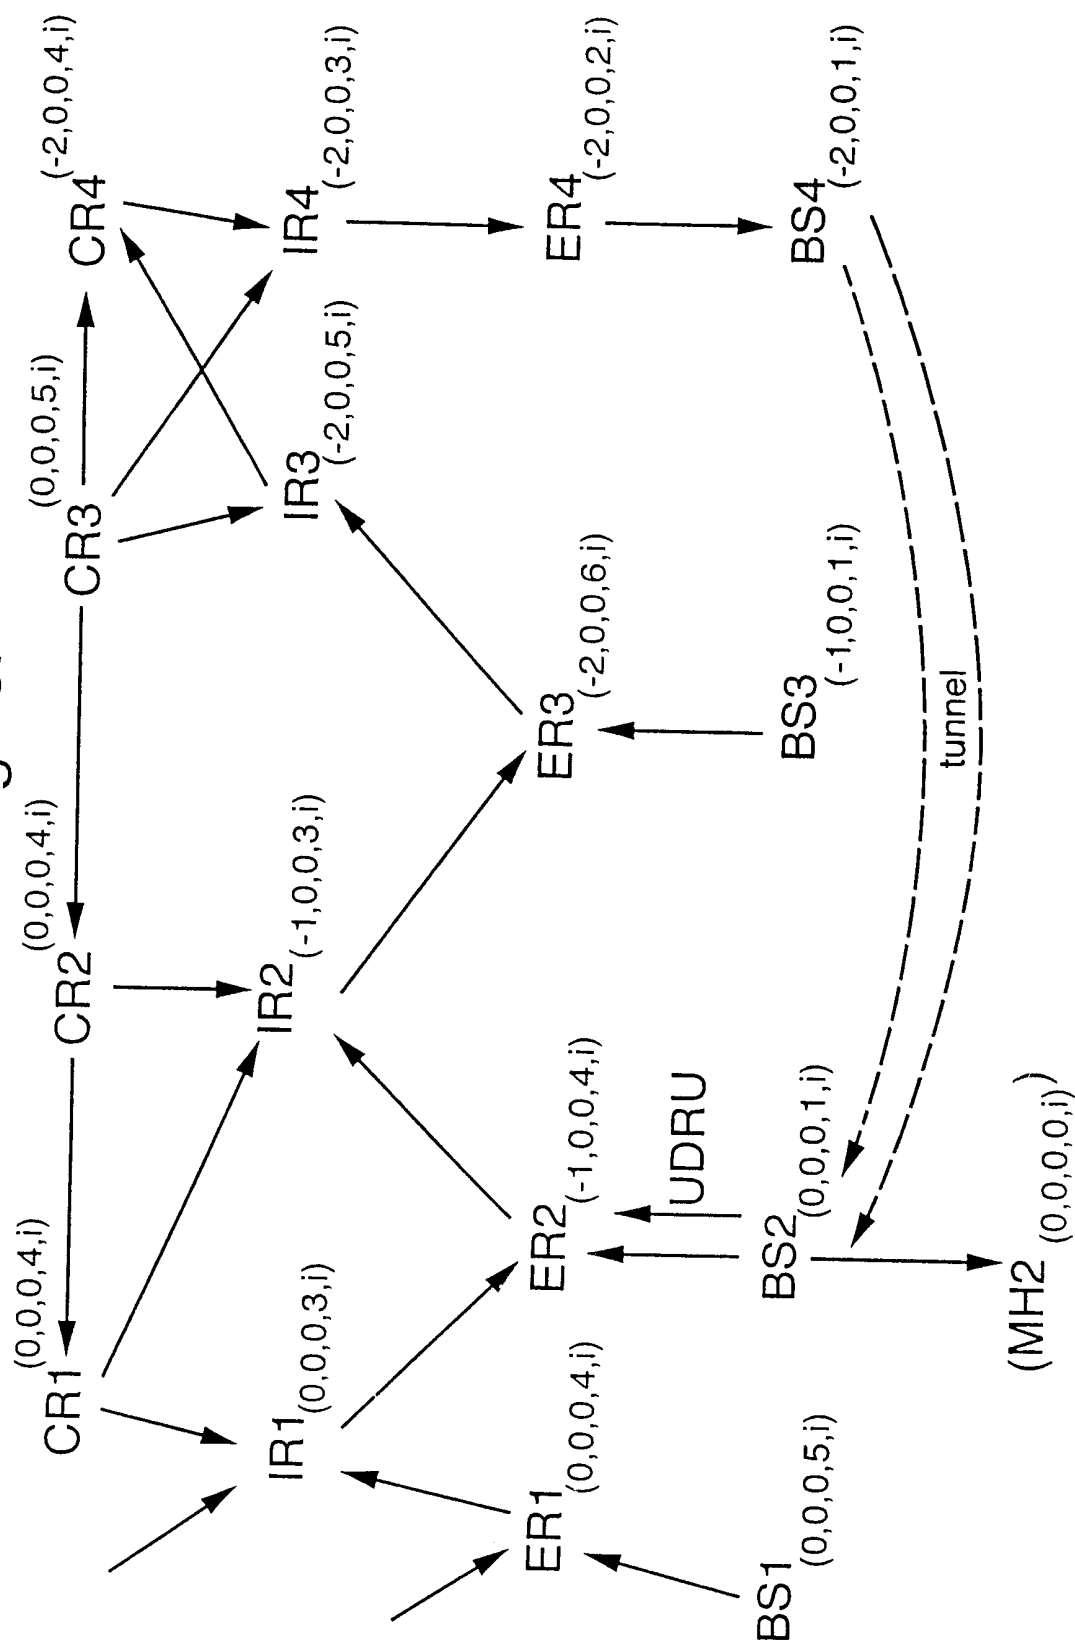 CR1 (0,0,0,4,i)
CR2 (0,0,0,4,i)
CR3 (0,0,0,5,i)
CR4 (-2,0,0,4,i)
IR1 (0,0,0,3,i)
IR2 (-1,0,0,3,i)
IR3 (-2,0,0,5,i)
IR4 (-2,0,0,3,i)
ER1 (0,0,0,4,i)
ER2 (-1,0,0,4,i)
ER3 (-2,0,0,6,i)
ER4 (-2,0,0,2,i)
UDRU
BS1 (0,0,0,5,i)
BS2 (0,0,0,1,i)
BS3 (-1,0,0,1,i)
BS4 (-2,0,0,1,i)
tunnel
(MH2 (0,0,0,0,i))